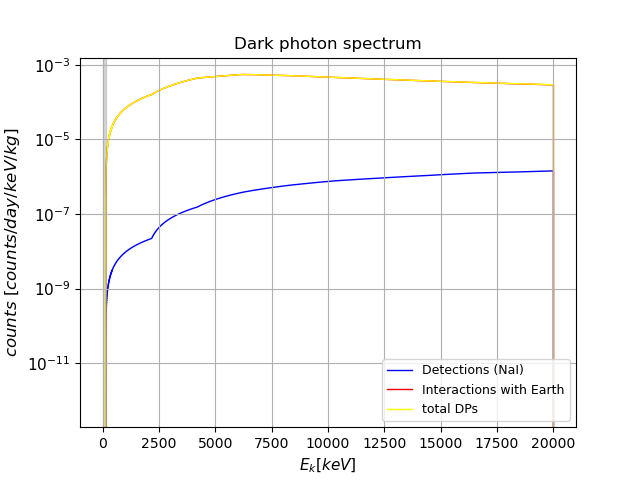 Dark photon spectrum
counts [counts/day/keV/kg]
10⁻³
10⁻⁵
10⁻⁷
10⁻⁹
10⁻¹¹
Detections (NaI)
Interactions with Earth
total DPs
0 2500 5000 7500 10000 12500 15000 17500 20000
Eₖ[keV]